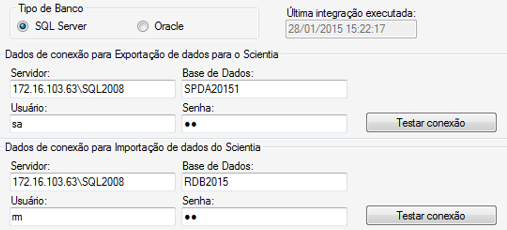 Tipo de Banco
Última integração executada:
SQL Server
Oracle
28/01/2015 15:22:17
Dados de conexão para Exportação de dados para o Scientia
Servidor:
Base de Dados:
172.16.103.63\SQL2008
SPDA20151
Usuário:
Senha:
sa
●●
Testar conexão
Dados de conexão para Importação de dados do Scientia
Servidor:
Base de Dados:
172.16.103.63\SQL2008
RDB2015
Usuário:
Senha:
rm
●●
Testar conexão